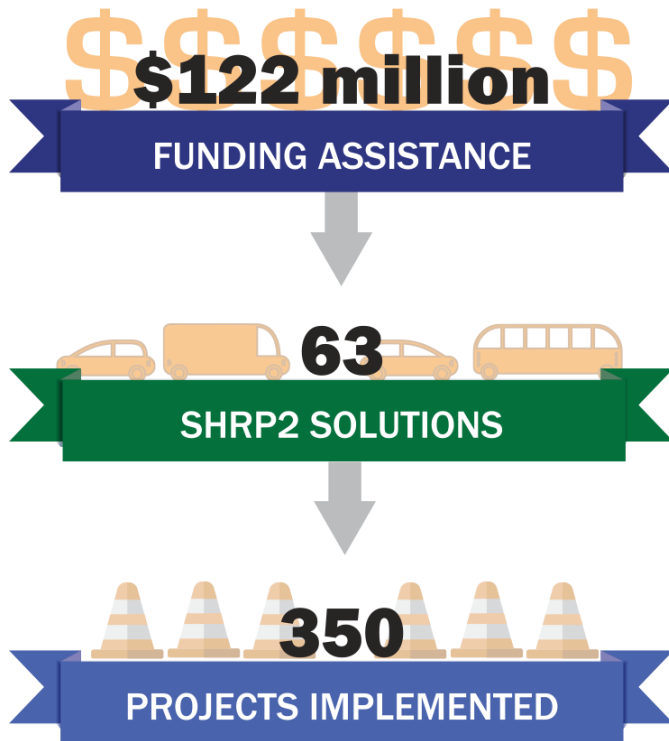 $$$$$$
$122 million
FUNDING ASSISTANCE
63
SHRP2 SOLUTIONS
350
PROJECTS IMPLEMENTED